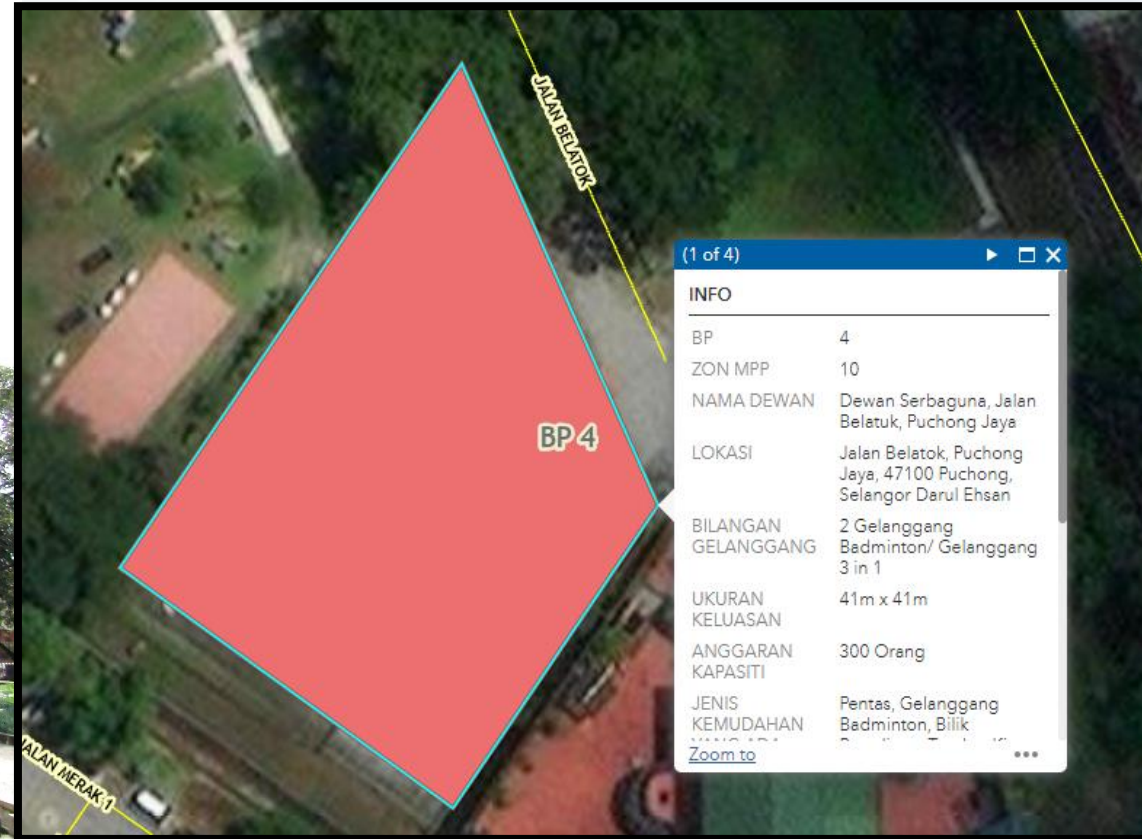 JALAN BELATOK
BP 4
JALAN MERAK 1
(1 of 4)
INFO
BP 4
ZON MPP 10
NAMA DEWAN Dewan Serbaguna, Jalan
Belatuk, Puchong Jaya
LOKASI Jalan Belatok, Puchong
Jaya, 47100 Puchong,
Selangor Darul Ehsan
BILANGAN 2 Gelanggang
GELANGGANG Badminton/ Gelanggang
3 in 1
UKURAN 41m x 41m
KELUASAN
ANGGARAN 300 Orang
KAPASITI
JENIS Pentas, Gelanggang
KEMUDAHAN Badminton, Bilik
Zoom to